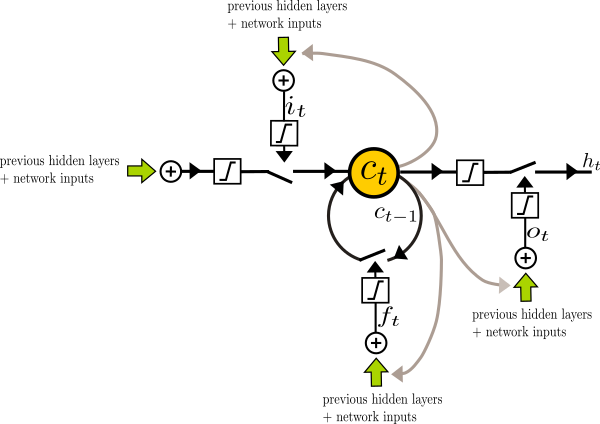 previous hidden layers
+ network inputs
+
i_t
previous hidden layers
+ network inputs
+
c_t
h_t
c_{t-1}
o_t
+
f_t
+
previous hidden layers
+ network inputs
previous hidden layers
+ network inputs